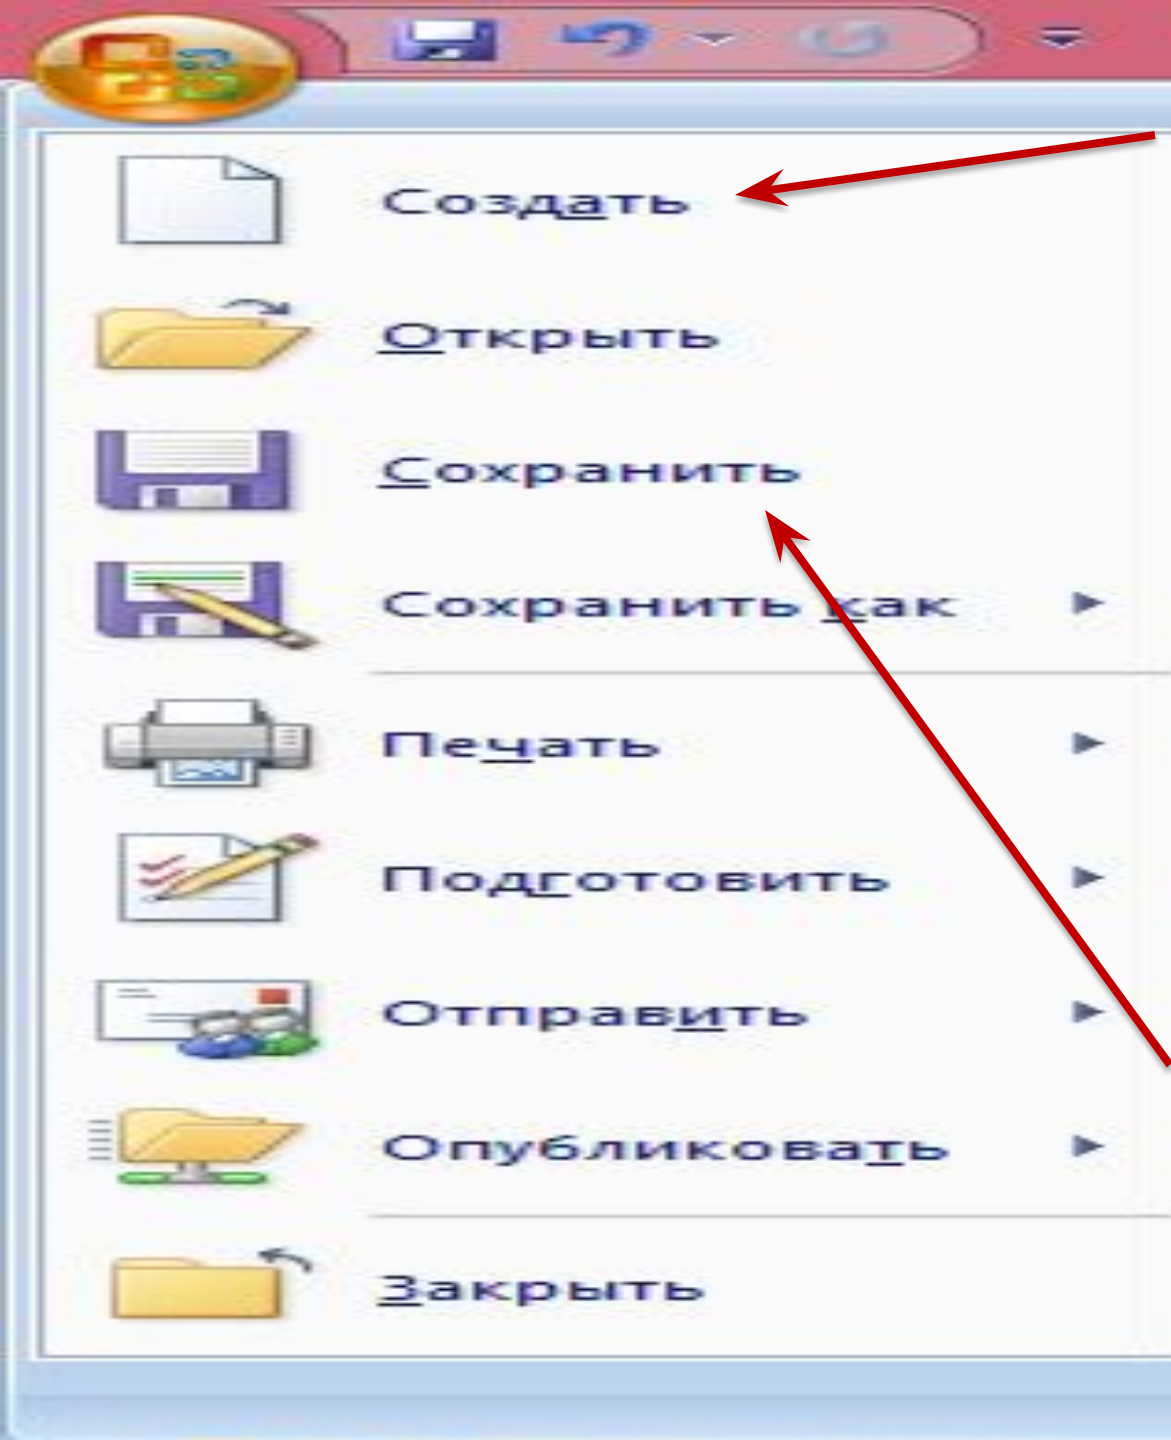 Создать
Открыть
Сохранить
Сохранить как
Печать
Подготовить
Отправить
Опубликовать
Закрыть